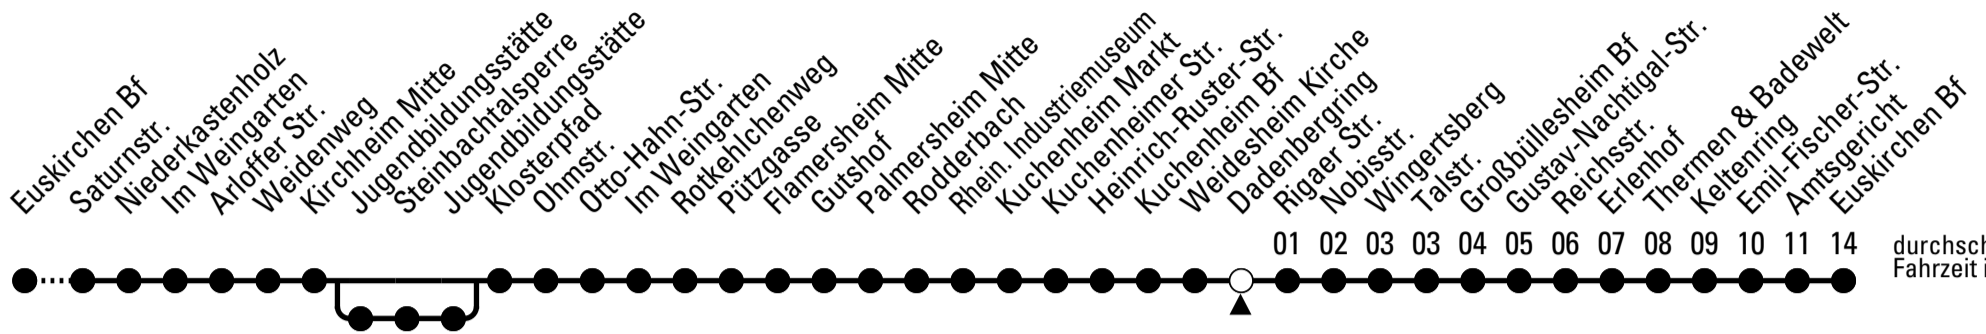 Euskirchen Bf
Saturnstr.
Niederkastenholz
Im Weingarten
Arloffer Str.
Weidenweg
Kirchheim Mitte
Jugendbildungsstätte
Steinbachtalsperre
Jugendbildungsstätte
Klosterpfad
Ohmstr.
Otto-Hahn-Str.
Im Weingarten
Rotkehlchenweg
Pützgasse
Flamersheim Mitte
Gutshof
Palmersheim Mitte
Rodderbach
Rhein. Industriemuseum
Kuchenheim Markt
Kuchenheimer Str.
Heinrich-Ruster-Str.
Kuchenheim Bf
Weidesheim Kirche
Dadenbergring
Rigaer Str.
Nobisstr.
Wingertsberg
Talstr.
Großbüllesheim Bf
Gustav-Nachtigal-Str.
Reichsstr.
Erlenhof
Thermen & Badewelt
Keltenring
Emil-Fischer-Str.
Amtsgericht
Euskirchen Bf
01 02 03 03 04 05 06 07 08 09 10 11 14
durchsch
Fahrzeit i